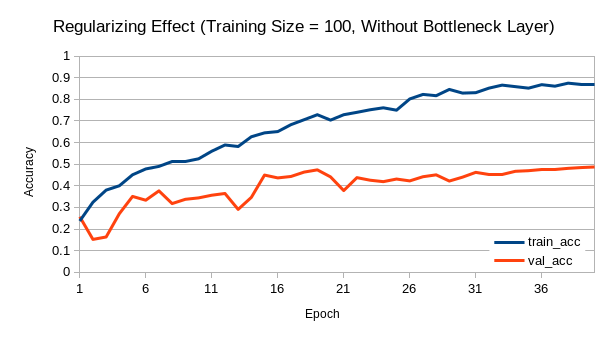 Regularizing Effect (Training Size = 100, Without Bottleneck Layer)
1
0.9
0.8
0.7
0.6
0.5
0.4
0.3
0.2
0.1
0
Accuracy
train_acc
val_acc
1 6 11 16 21 26 31 36
Epoch